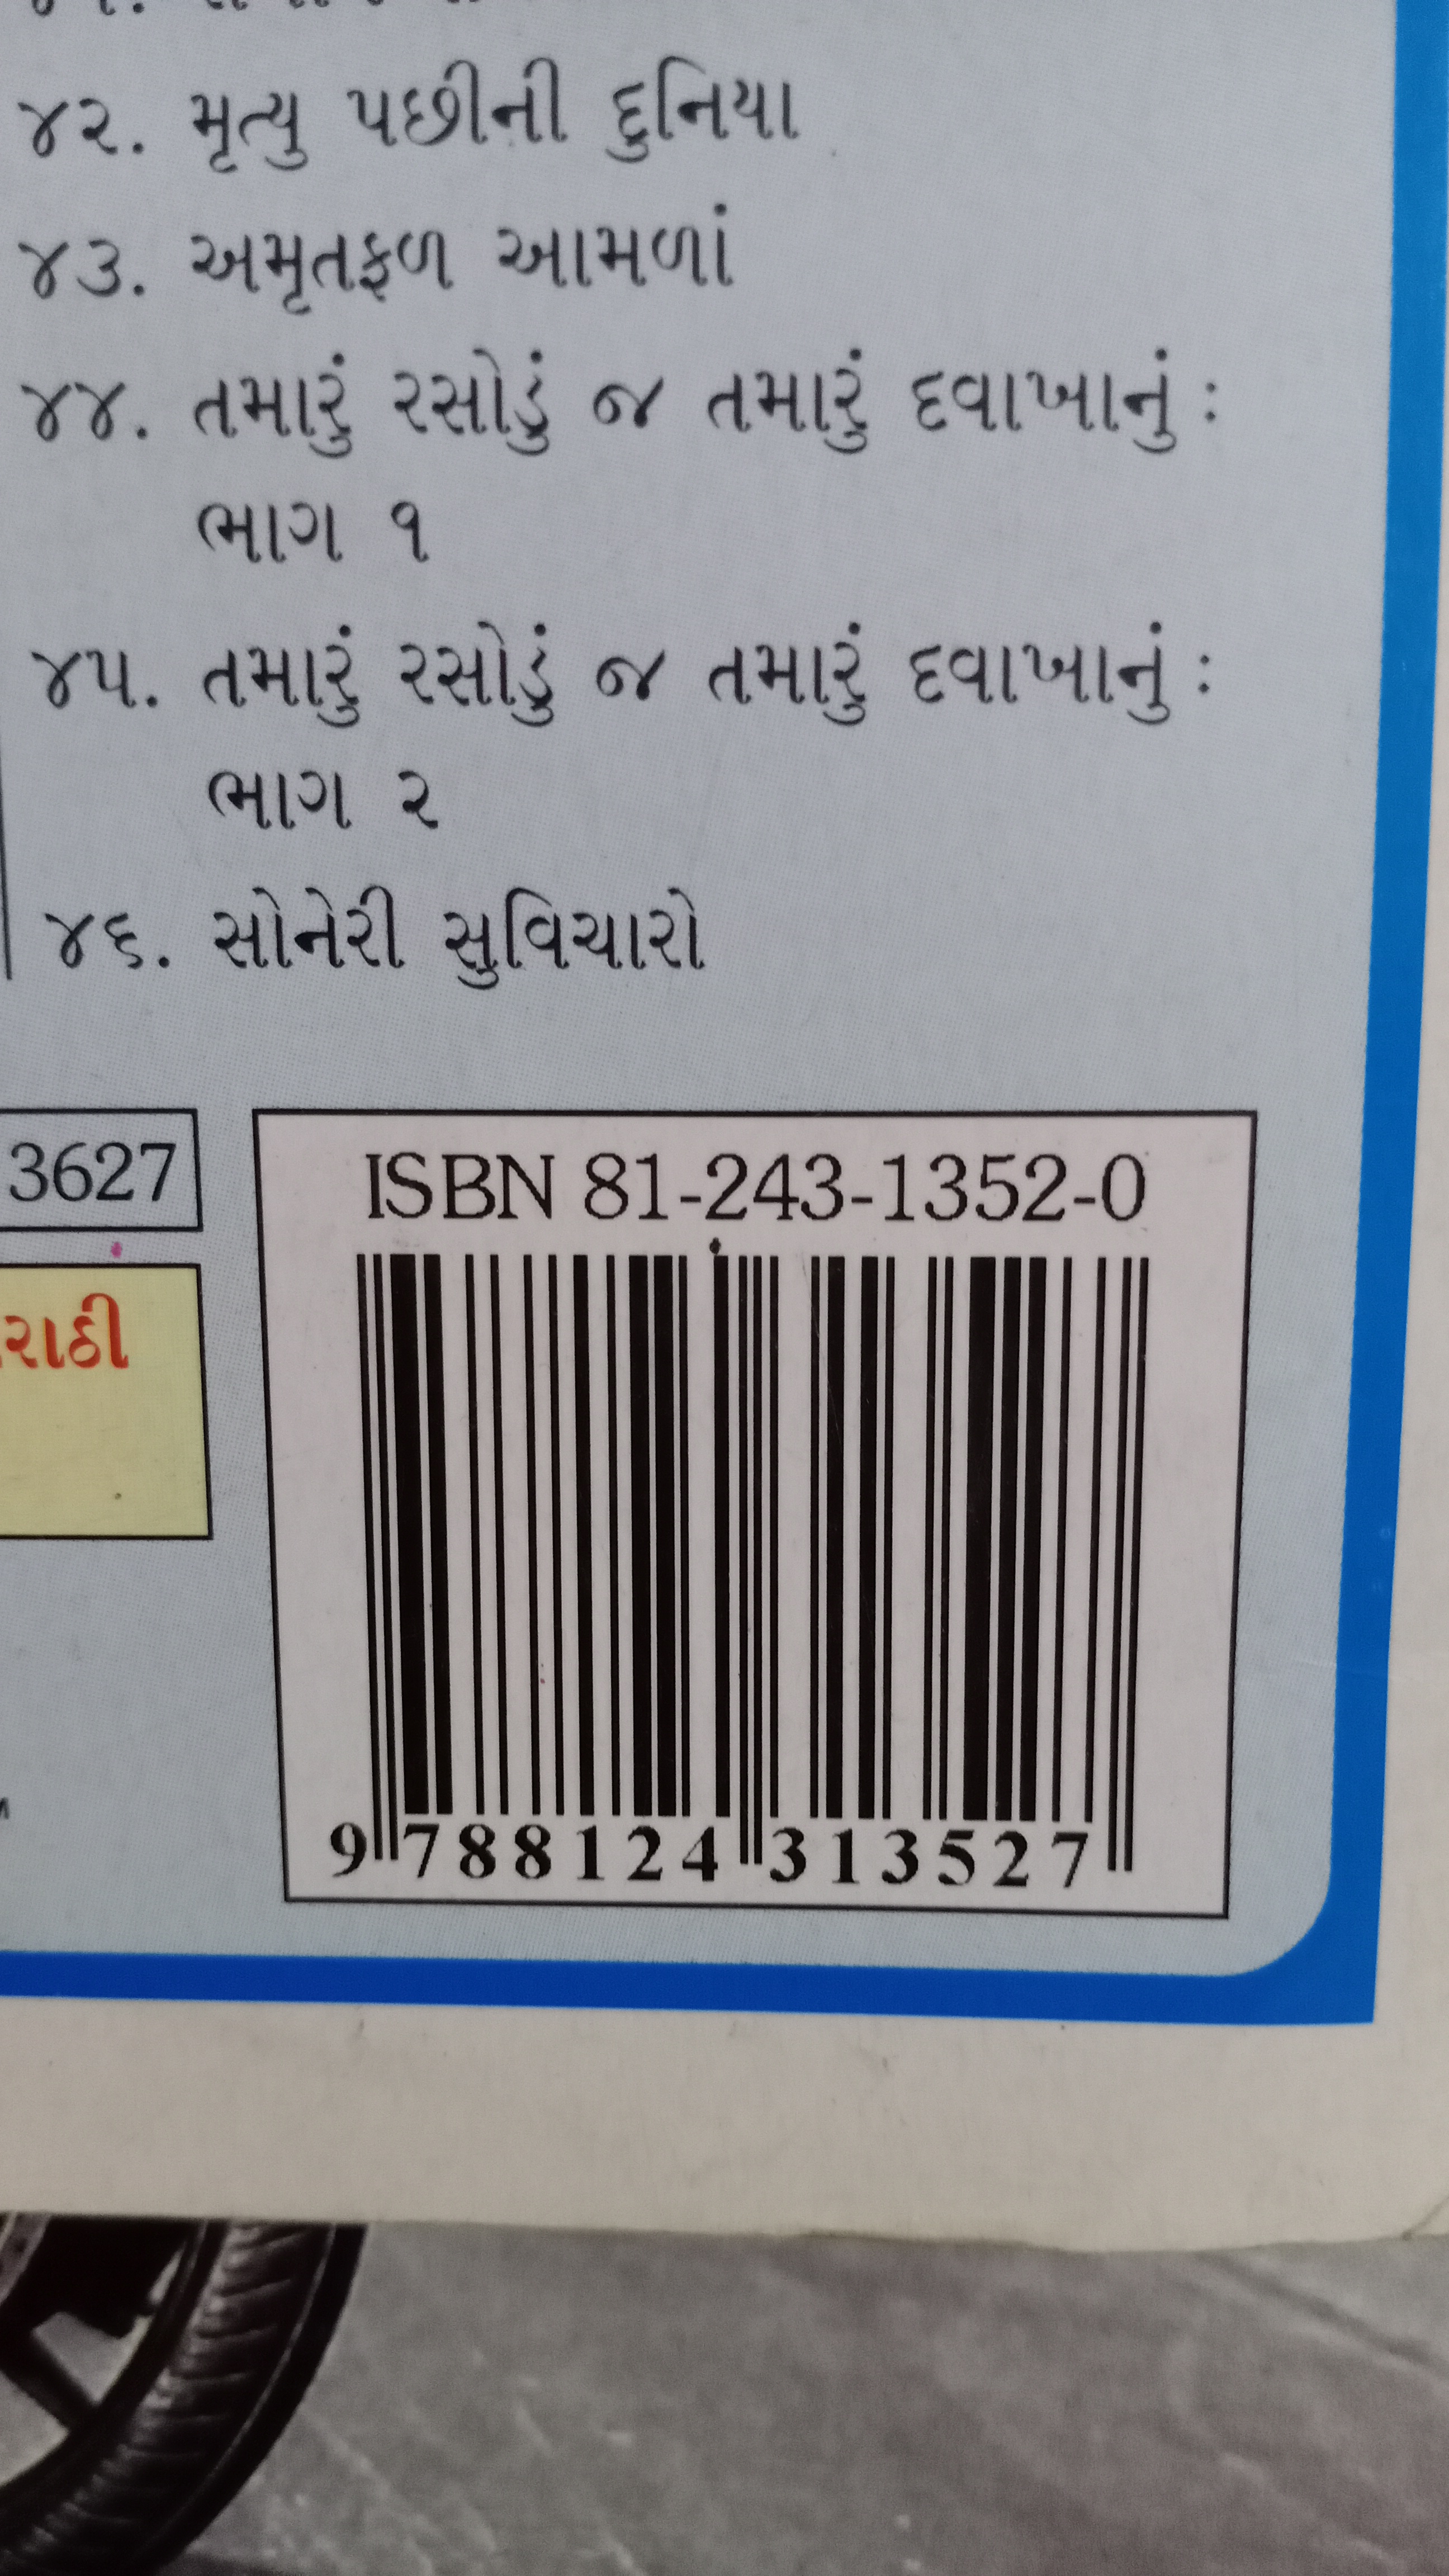 ૪૨. મૃત્યુ પછીની દુનિયા
૪૩. અમૃતફળ આમળાં
૪૪. તમારું રસોડું જ તમારું દવાખાનું :
ભાગ ૧
૪૫. તમારું રસોડું જ તમારું દવાખાનું :
ભાગ ૨
૪૬. સોનેરી સુવિચારો
3627
ISBN 81-243-1352-0
રાઠી
9 788124 313527